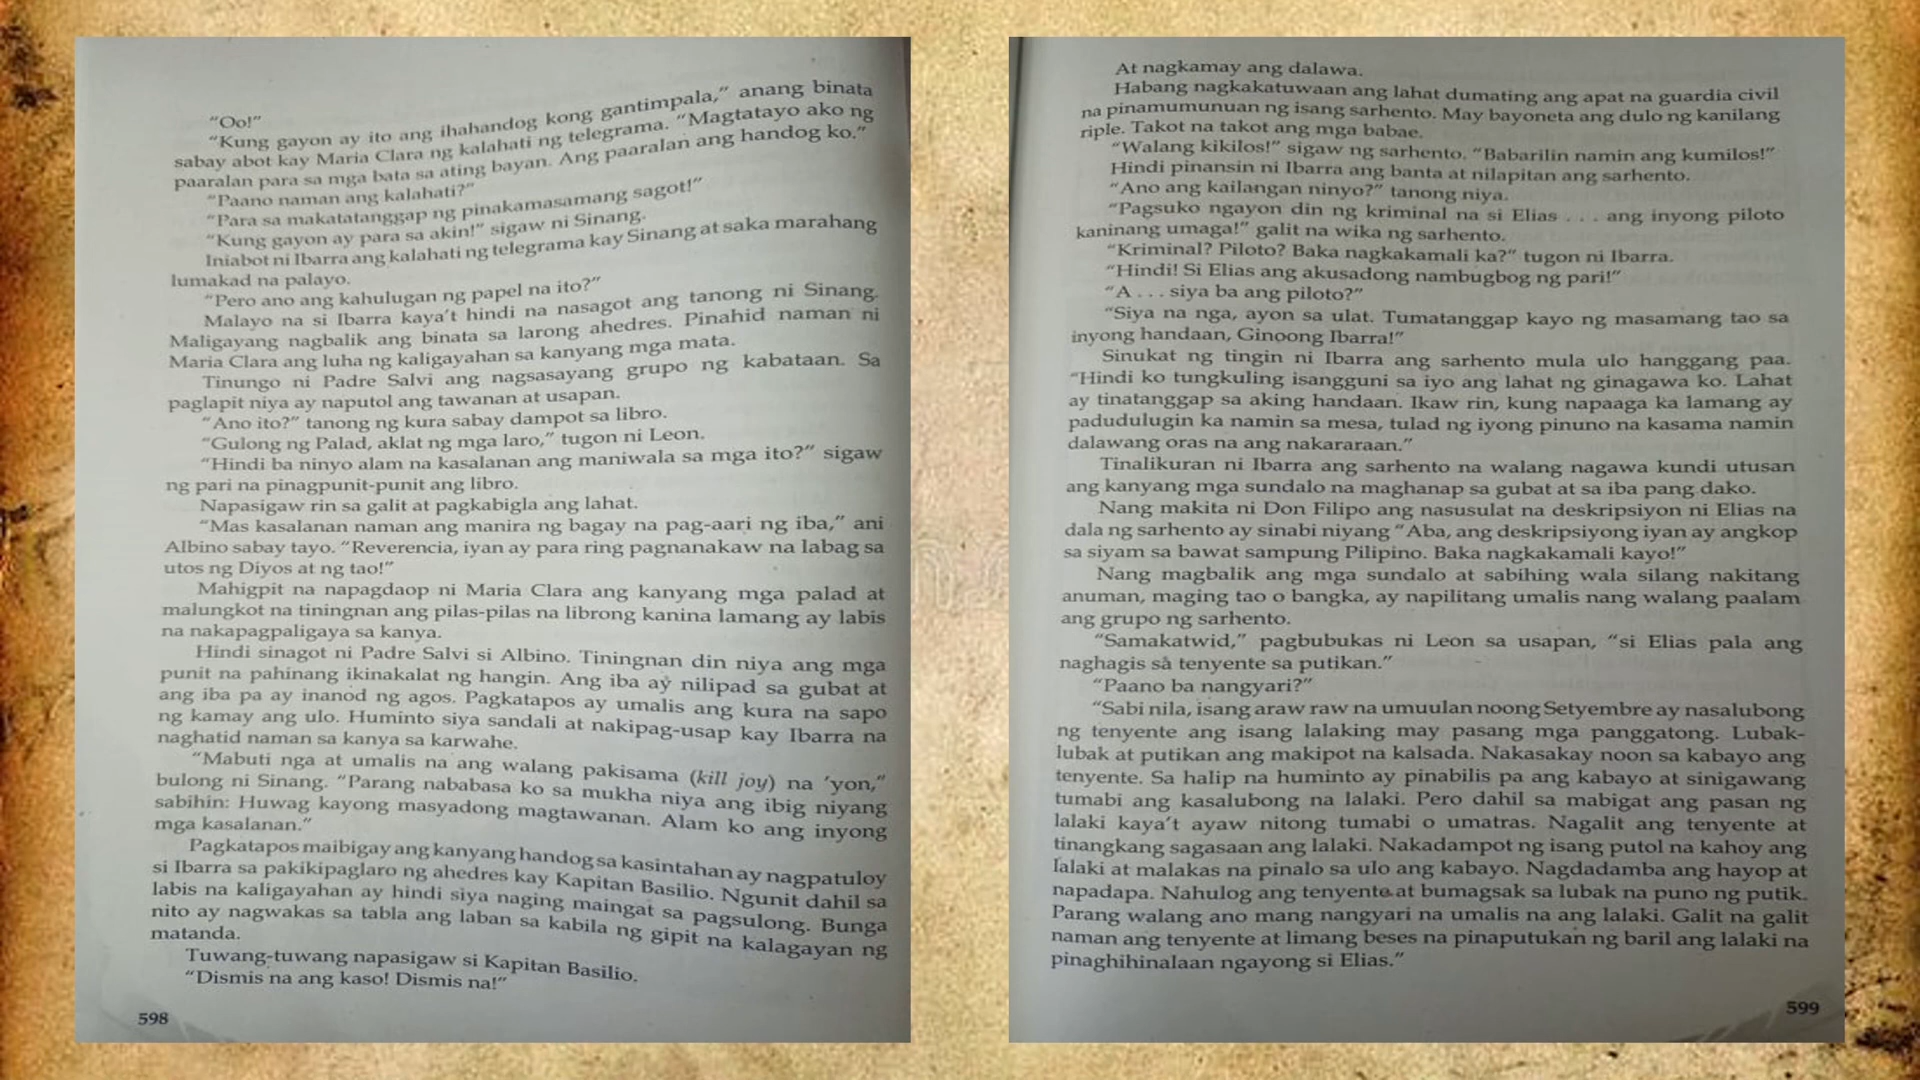 "Oo!"
"Kung gayon ay ito ang ihahandog kong gantimpala," anang binata
sabay abot kay Maria Clara ng kalahati ng telegrama. "Magtatayo ako ng
paaralan para sa mga bata sa ating bayan. Ang paaralan ang handog ko."
"Paano naman ang kalahati?"
"Para sa makatatanggap ng pinakamasamang sagot!"
"Kung gayon ay para sa akin!" sigaw ni Sinang.
Iniabot ni Ibarra ang kalahati ng telegrama kay Sinang at saka marahang
lumakad na palayo.
"Pero ano ang kahulugan ng papel na ito?"
Malayo na si Ibarra kaya't hindi na nasagot ang tanong ni Sinang.
Maligayang nagbalik ang binata sa larong ahedres. Pinahid naman ni
Maria Clara ang luha ng kaligayahan sa kanyang mga mata.
Tinungo ni Padre Salvi ang nagsasayang grupo ng kabataan. Sa
paglapit niya ay naputol ang tawanan at usapan.
"Ano ito?" tanong ng kura sabay dampot sa libro.
"Gulong ng Palad, aklat ng mga laro," tugon ni Leon.
"Hindi ba ninyo alam na kasalanan ang maniwala sa mga ito?" sigaw
ng pari na pinagpunit-punit ang libro.
Napasigaw rin sa galit at pagkabigla ang lahat.
"Mas kasalanan naman ang manira ng bagay na pag-aari ng iba," ani
Albino sabay tayo. "Reverencia, iyan ay para ring pagnanakaw na labag sa
utos ng Diyos at ng tao!"
Mahigpit na napagdaop ni Maria Clara ang kanyang mga palad at
malungkot na tiningnan ang pilas-pilas na librong kanina lamang ay labis
na nakapagpaligaya sa kanya.
Hindi sinagot ni Padre Salvi si Albino. Tiningnan din niya ang mga
punit na pahinang ikinakalat ng hangin. Ang iba ay nilipad sa gubat at
ang iba pa ay inanod ng agos. Pagkatapos ay umalis ang kura na sapo
ng kamay ang ulo. Huminto siya sandali at nakipag-usap kay Ibarra na
naghatid naman sa kanya sa karwahe.
"Mabuti nga at umalis na ang walang pakisama (kill joy) na 'yon,"
bulong ni Sinang. "Parang nababasa ko sa mukha niya ang ibig niyang
sabihin: Huwag kayong masyadong magtawanan. Alam ko ang inyong
mga kasalanan."
Pagkatapos maibigay ang kanyang handog sa kasintahan ay nagpatuloy
si Ibarra sa pakikipaglaro ng ahedres kay Kapitan Basilio. Ngunit dahil sa
labis na kaligayahan ay hindi siya naging maingat sa pagsulong. Bunga
nito ay nagwakas sa tabla ang laban sa kabila ng gipit na kalagayan ng
matanda.
Tuwang-tuwang napasigaw si Kapitan Basilio.
"Dismis na ang kaso! Dismis na!"
598
At nagkamay ang dalawa.
Habang nagkakatuwaan ang lahat dumating ang apat na guardia civil
na pinamumunuan ng isang sarhento. May bayoneta ang dulo ng kanilang
riple. Takot na takot ang mga babae.
"Walang kikilos!" sigaw ng sarhento. "Babarilin namin ang kumilos!"
Hindi pinansin ni Ibarra ang banta at nilapitan ang sarhento.
"Ano ang kailangan ninyo?" tanong niya.
"Pagsuko ngayon din ng kriminal na si Elias . . . ang inyong piloto
kaninang umaga!" galit na wika ng sarhento.
"Kriminal? Piloto? Baka nagkakamali ka?" tugon ni Ibarra.
"Hindi! Si Elias ang akusadong nambugbog ng pari!"
"A . . . siya ba ang piloto?"
"Siya na nga, ayon sa ulat. Tumatanggap kayo ng masamang tao sa
inyong handaan, Ginoong Ibarra!"
Sinukat ng tingin ni Ibarra ang sarhento mula ulo hanggang paa.
"Hindi ko tungkuling isangguni sa iyo ang lahat ng ginagawa ko. Lahat
ay tinatanggap sa aking handaan. Ikaw rin, kung napaaga ka lamang ay
padudulugin ka namin sa mesa, tulad ng iyong pinuno na kasama namin
dalawang oras na ang nakararaan."
Tinalikuran ni Ibarra ang sarhento na walang nagawa kundi utusan
ang kanyang mga sundalo na maghanap sa gubat at sa iba pang dako.
Nang makita ni Don Filipo ang nasusulat na deskripsiyon ni Elias na
dala ng sarhento ay sinabi niyang "Aba, ang deskripsiyong iyan ay angkop
sa siyam sa bawat sampung Pilipino. Baka nagkakamali kayo!"
Nang magbalik ang mga sundalo at sabihing wala silang nakitang
anuman, maging tao o bangka, ay napilitang umalis nang walang paalam
ang grupo ng sarhento.
"Samakatwid," pagbubukas ni Leon sa usapan, "si Elias pala ang
naghagis sa tenyente sa putikan."
"Paano ba nangyari?"
"Sabi nila, isang araw raw na umuulan noong Setyembre ay nasalubong
ng tenyente ang isang lalaking may pasang mga panggatong. Lubak-
lubak at putikan ang makipot na kalsada. Nakasakay noon sa kabayo ang
tenyente. Sa halip na huminto ay pinabilis pa ang kabayo at sinigawang
tumabi ang kasalubong na lalaki. Pero dahil sa mabigat ang pasan ng
lalaki kaya't ayaw nitong tumabi o umatras. Nagalit ang tenyente at
tinangkang sagasaan ang lalaki. Nakadampot ng isang putol na kahoy ang
lalaki at malakas na pinalo sa ulo ang kabayo. Nagdadamba ang hayop at
napadapa. Nahulog ang tenyente at bumagsak sa lubak na puno ng putik.
Parang walang ano mang nangyari na umalis na ang lalaki. Galit na galit
naman ang tenyente at limang beses na pinaputukan ng baril ang lalaki na
pinaghihinalaan ngayong si Elias."
599